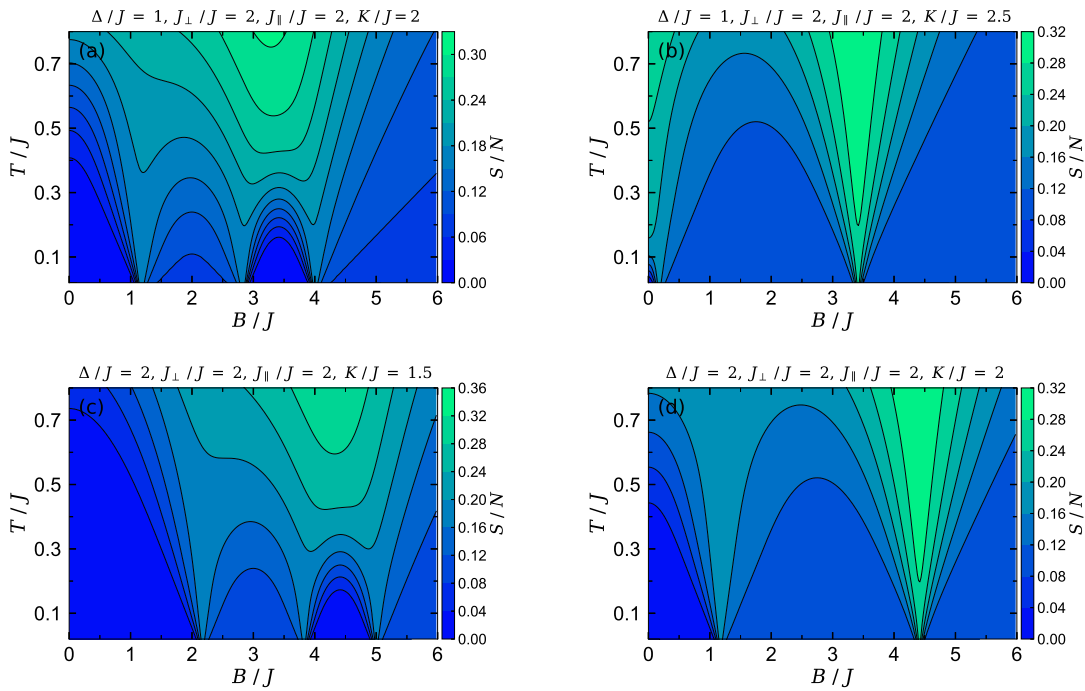 Δ / J = 1, J⊥ / J = 2, J∥ / J = 2, K / J = 2
(a)
0.7
0.5
0.3
0.1
T / J
0 1 2 3 4 5 6
B / J
0.30
0.24
0.18
0.12
0.06
0.00
S / N
Δ / J = 1, J⊥ / J = 2, J∥ / J = 2, K / J = 2.5
(b)
0.7
0.5
0.3
0.1
T / J
0 1 2 3 4 5 6
B / J
0.32
0.28
0.24
0.20
0.16
0.12
0.08
0.04
0.00
S / N
Δ / J = 2, J⊥ / J = 2, J∥ / J = 2, K / J = 1.5
(c)
0.7
0.5
0.3
0.1
T / J
0 1 2 3 4 5 6
B / J
0.36
0.32
0.28
0.24
0.20
0.16
0.12
0.08
0.04
0.00
S / N
Δ / J = 2, J⊥ / J = 2, J∥ / J = 2, K / J = 2
(d)
0.7
0.5
0.3
0.1
T / J
0 1 2 3 4 5 6
B / J
0.32
0.28
0.24
0.20
0.16
0.12
0.08
0.04
0.00
S / N